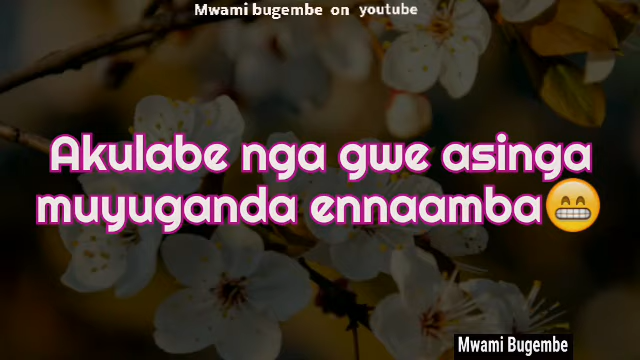 Mwami bugembe on youtube
Akulabe nga gwe asinga
muyuganda ennaamba😁
Mwami Bugembe